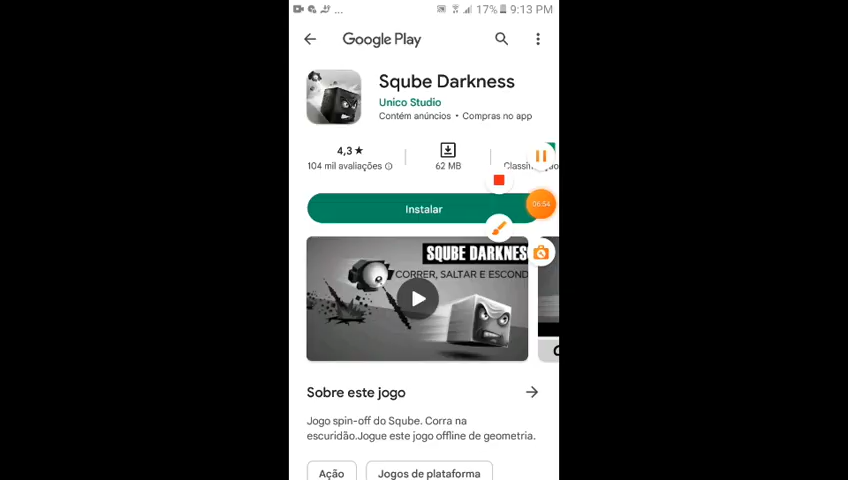 ... 17% 9:13 PM
Google Play
Sqube Darkness
Unico Studio
Contém anúncios • Compras no app
4,3 ★
104 mil avaliações
62 MB
Instalar
SQUBE DARKNES
CORRER, SALTAR E ESCOND
Sobre este jogo
Jogo spin-off do Sqube. Corra na
escuridão.Jogue este jogo offline de geometria.
Ação
Jogos de plataforma